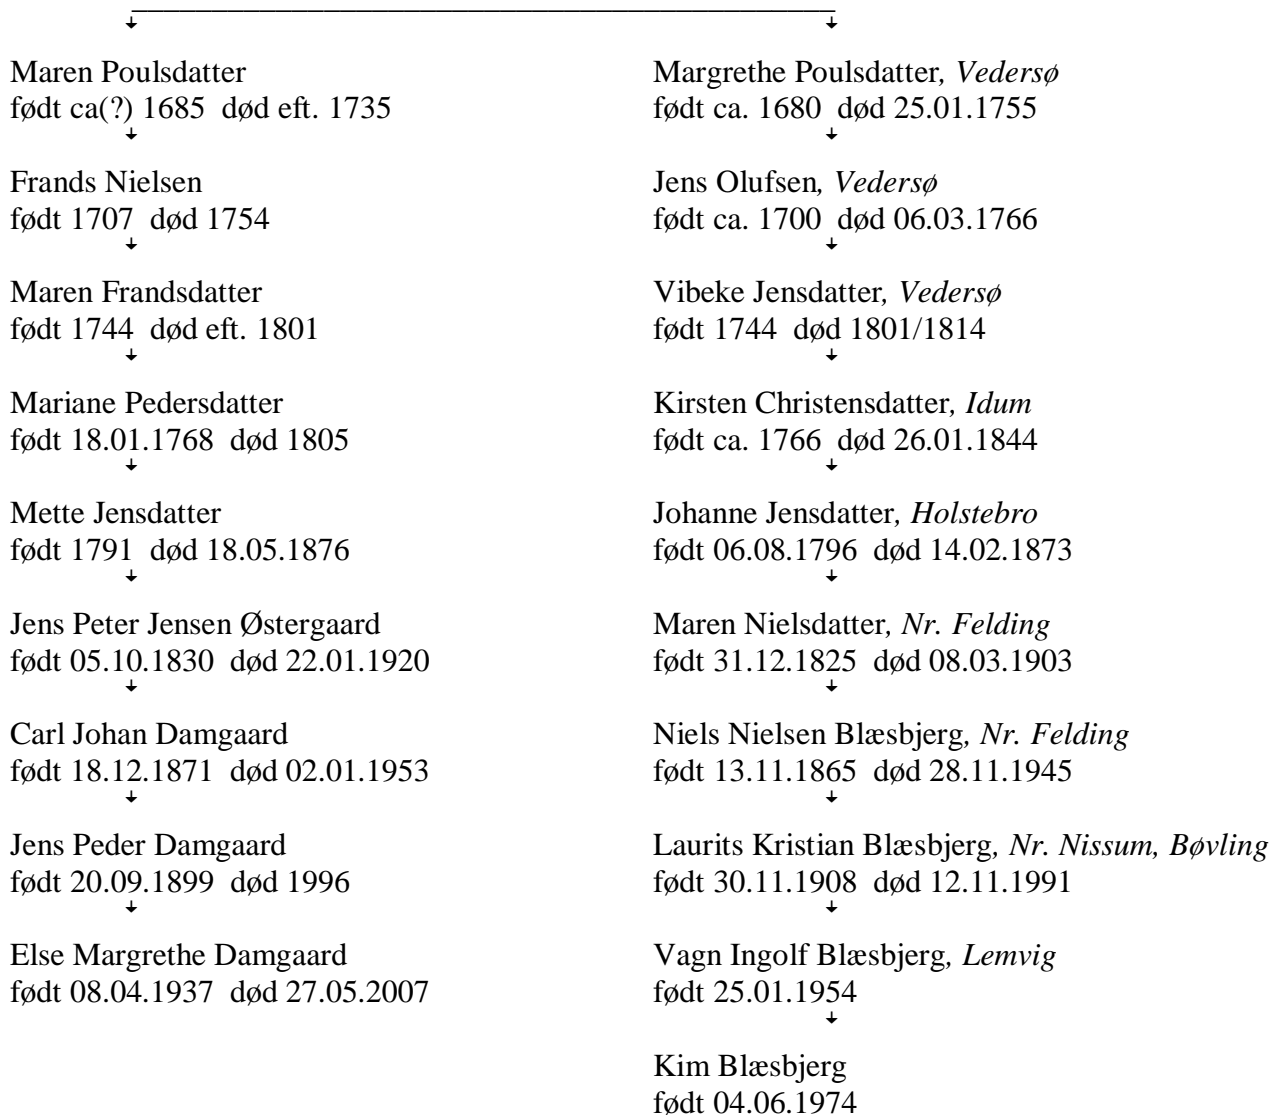 Maren Poulsdatter
født ca(?) 1685  død eft. 1735
Frands Nielsen
født 1707  død 1754
Maren Frandsdatter
født 1744  død eft. 1801
Mariane Pedersdatter
født 18.01.1768  død 1805
Mette Jensdatter
født 1791  død 18.05.1876
Jens Peter Jensen Østergaard
født 05.10.1830  død 22.01.1920
Carl Johan Damgaard
født 18.12.1871  død 02.01.1953
Jens Peder Damgaard
født 20.09.1899  død 1996
Else Margrethe Damgaard
født 08.04.1937  død 27.05.2007
Margrethe Poulsdatter, Vedersø
født ca. 1680  død 25.01.1755
Jens Olufsen, Vedersø
født ca. 1700  død 06.03.1766
Vibeke Jensdatter, Vedersø
født 1744  død 1801/1814
Kirsten Christensdatter, Idum
født ca. 1766  død 26.01.1844
Johanne Jensdatter, Holstebro
født 06.08.1796  død 14.02.1873
Maren Nielsdatter, Nr. Felding
født 31.12.1825  død 08.03.1903
Niels Nielsen Blæsbjerg, Nr. Felding
født 13.11.1865  død 28.11.1945
Laurits Kristian Blæsbjerg, Nr. Nissum, Bøvling
født 30.11.1908  død 12.11.1991
Vagn Ingolf Blæsbjerg, Lemvig
født 25.01.1954
Kim Blæsbjerg
født 04.06.1974